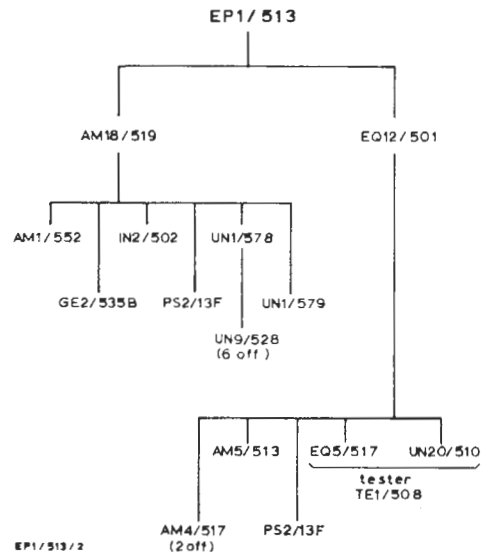 EP1/513
AM18/519 EQ12/501
AM1/552 IN2/502 UN1/578
GE2/535B PS2/13F UN1/579
UN9/528
(6 off)
AM5/513 EQ5/517 UN20/510
tester
TE1/508
AM4/517 PS2/13F
(2off)
EP1/513/2